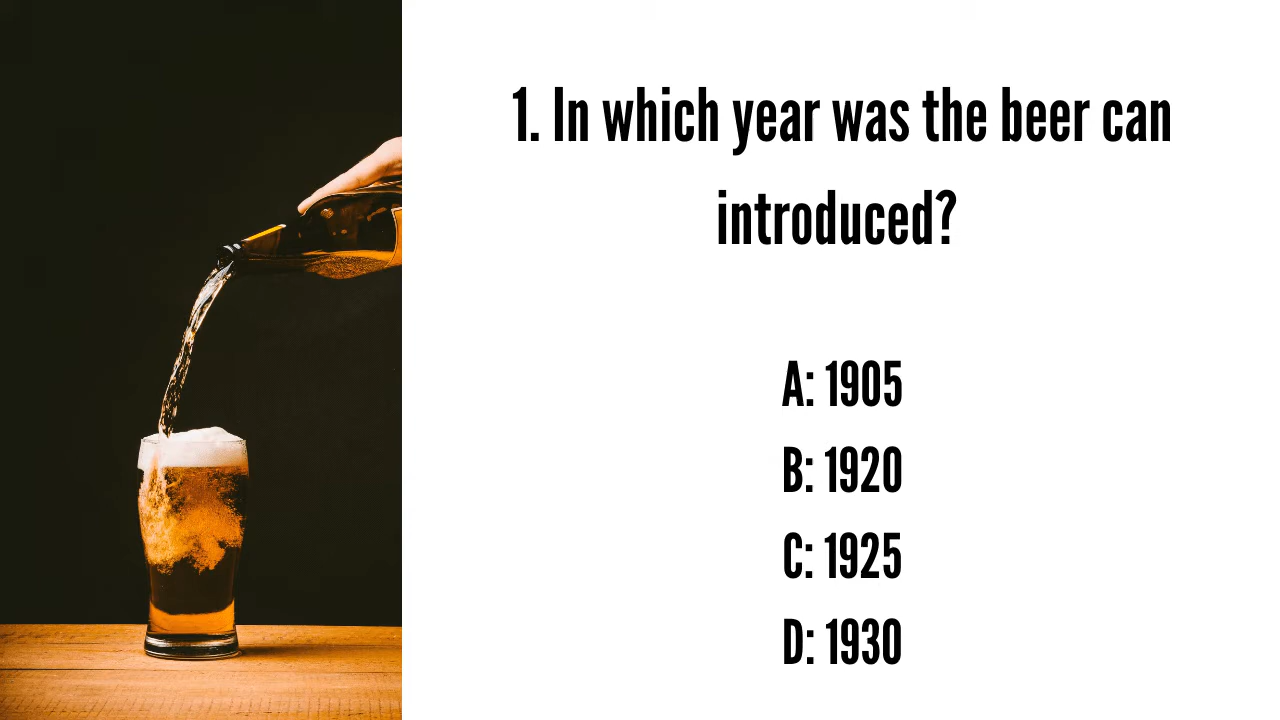 1. In which year was the beer can
introduced?
A: 1905
B: 1920
C: 1925
D: 1930